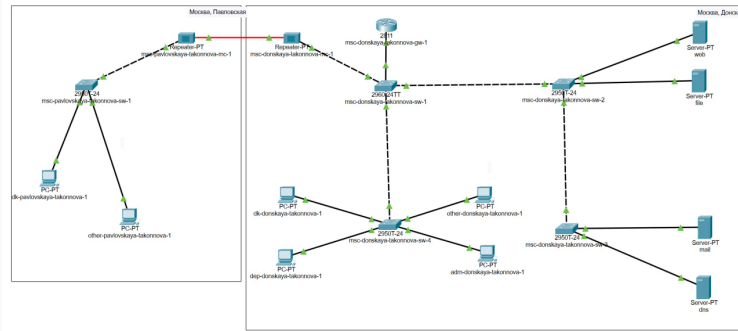 Москва, Павловская
Москва, Донск
Repeater-PT
msc-pavlovskaya-takonnova-mc-1
Repeater-PT
msc-donskaya-takonnova-mc-1
2811
msc-donskaya-takonnova-gw-1
Server-PT
web
2950T-24
msc-pavlovskaya-takonnova-sw-1
2960-24TT
msc-donskaya-takonnova-sw-1
2950T-24
msc-donskaya-takonnova-sw-2
Server-PT
file
PC-PT
dk-pavlovskaya-takonnova-1
PC-PT
other-pavlovskaya-takonnova-1
PC-PT
dk-donskaya-takonnova-1
PC-PT
other-donskaya-takonnova-1
2950T-24
msc-donskaya-takonnova-sw-4
2950T-24
msc-donskaya-takonnova-sw-3
Server-PT
mail
PC-PT
dep-donskaya-takonnova-1
PC-PT
adm-donskaya-takonnova-1
Server-PT
dns